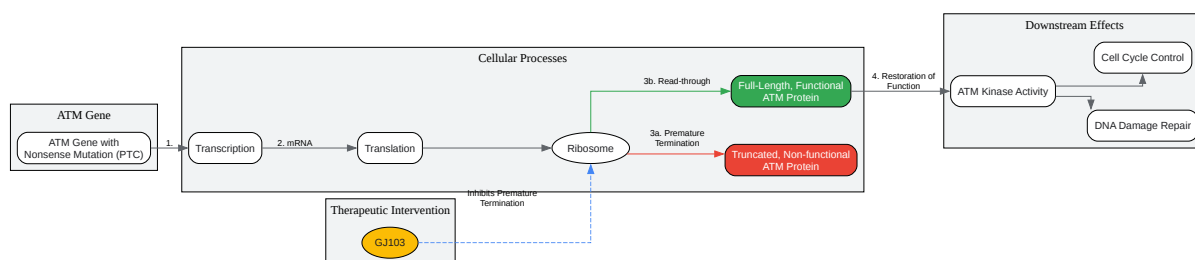 Downstream Effects
Cellular Processes
Cell Cycle Control
3b. Read-through
Full-Length, Functional
ATM Protein
4. Restoration of
Function
ATM Kinase Activity
ATM Gene
DNA Damage Repair
ATM Gene with
Nonsense Mutation (PTC)
1.
Transcription
2. mRNA
Translation
Ribosome
3a. Premature
Termination
Truncated, Non-functional
ATM Protein
Inhibits Premature
Termination
Therapeutic Intervention
GJ103